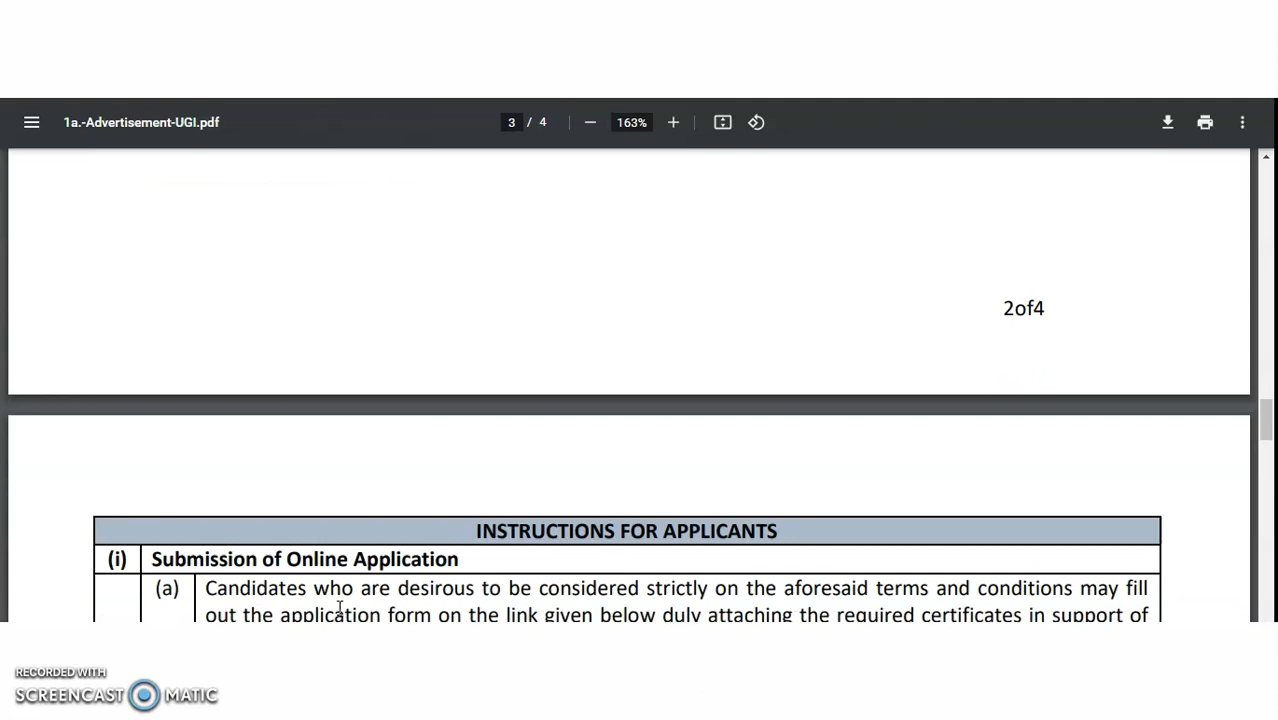 1a.-Advertisement-UGI.pdf
3 / 4
163%
2of4
INSTRUCTIONS FOR APPLICANTS
(i) Submission of Online Application
(a) Candidates who are desirous to be considered strictly on the aforesaid terms and conditions may fill
out the application form on the link given below duly attaching the required certificates in support of
RECORDED WITH
SCREENCAST MATIC